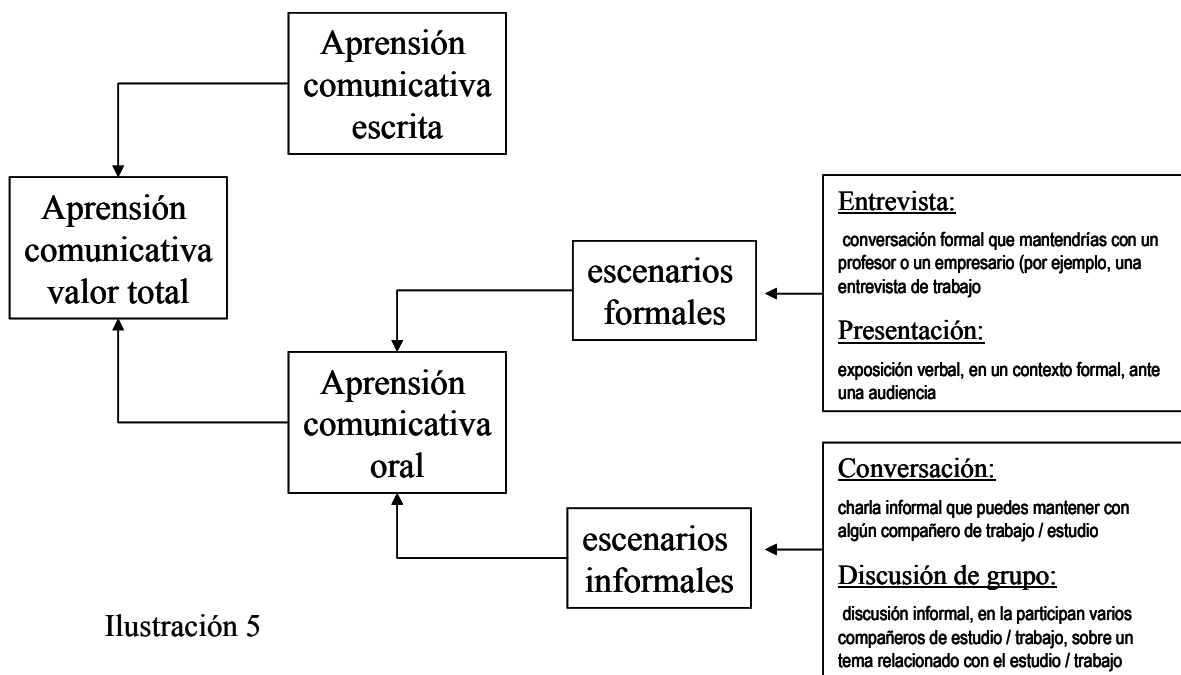 Aprensión
comunicativa
escrita
Aprensión
comunicativa
valor total
Entrevista:
conversación formal que mantendrías con un
profesor o un empresario (por ejemplo, una
entrevista de trabajo
Presentación:
exposición verbal, en un contexto formal, ante
una audiencia
escenarios
formales
Aprensión
comunicativa
oral
Conversación:
charla informal que puedes mantener con
algún compañero de trabajo / estudio
Discusión de grupo:
discusión informal, en la participan varios
compañeros de estudio / trabajo, sobre un
tema relacionado con el estudio / trabajo
escenarios
informales
Ilustración 5